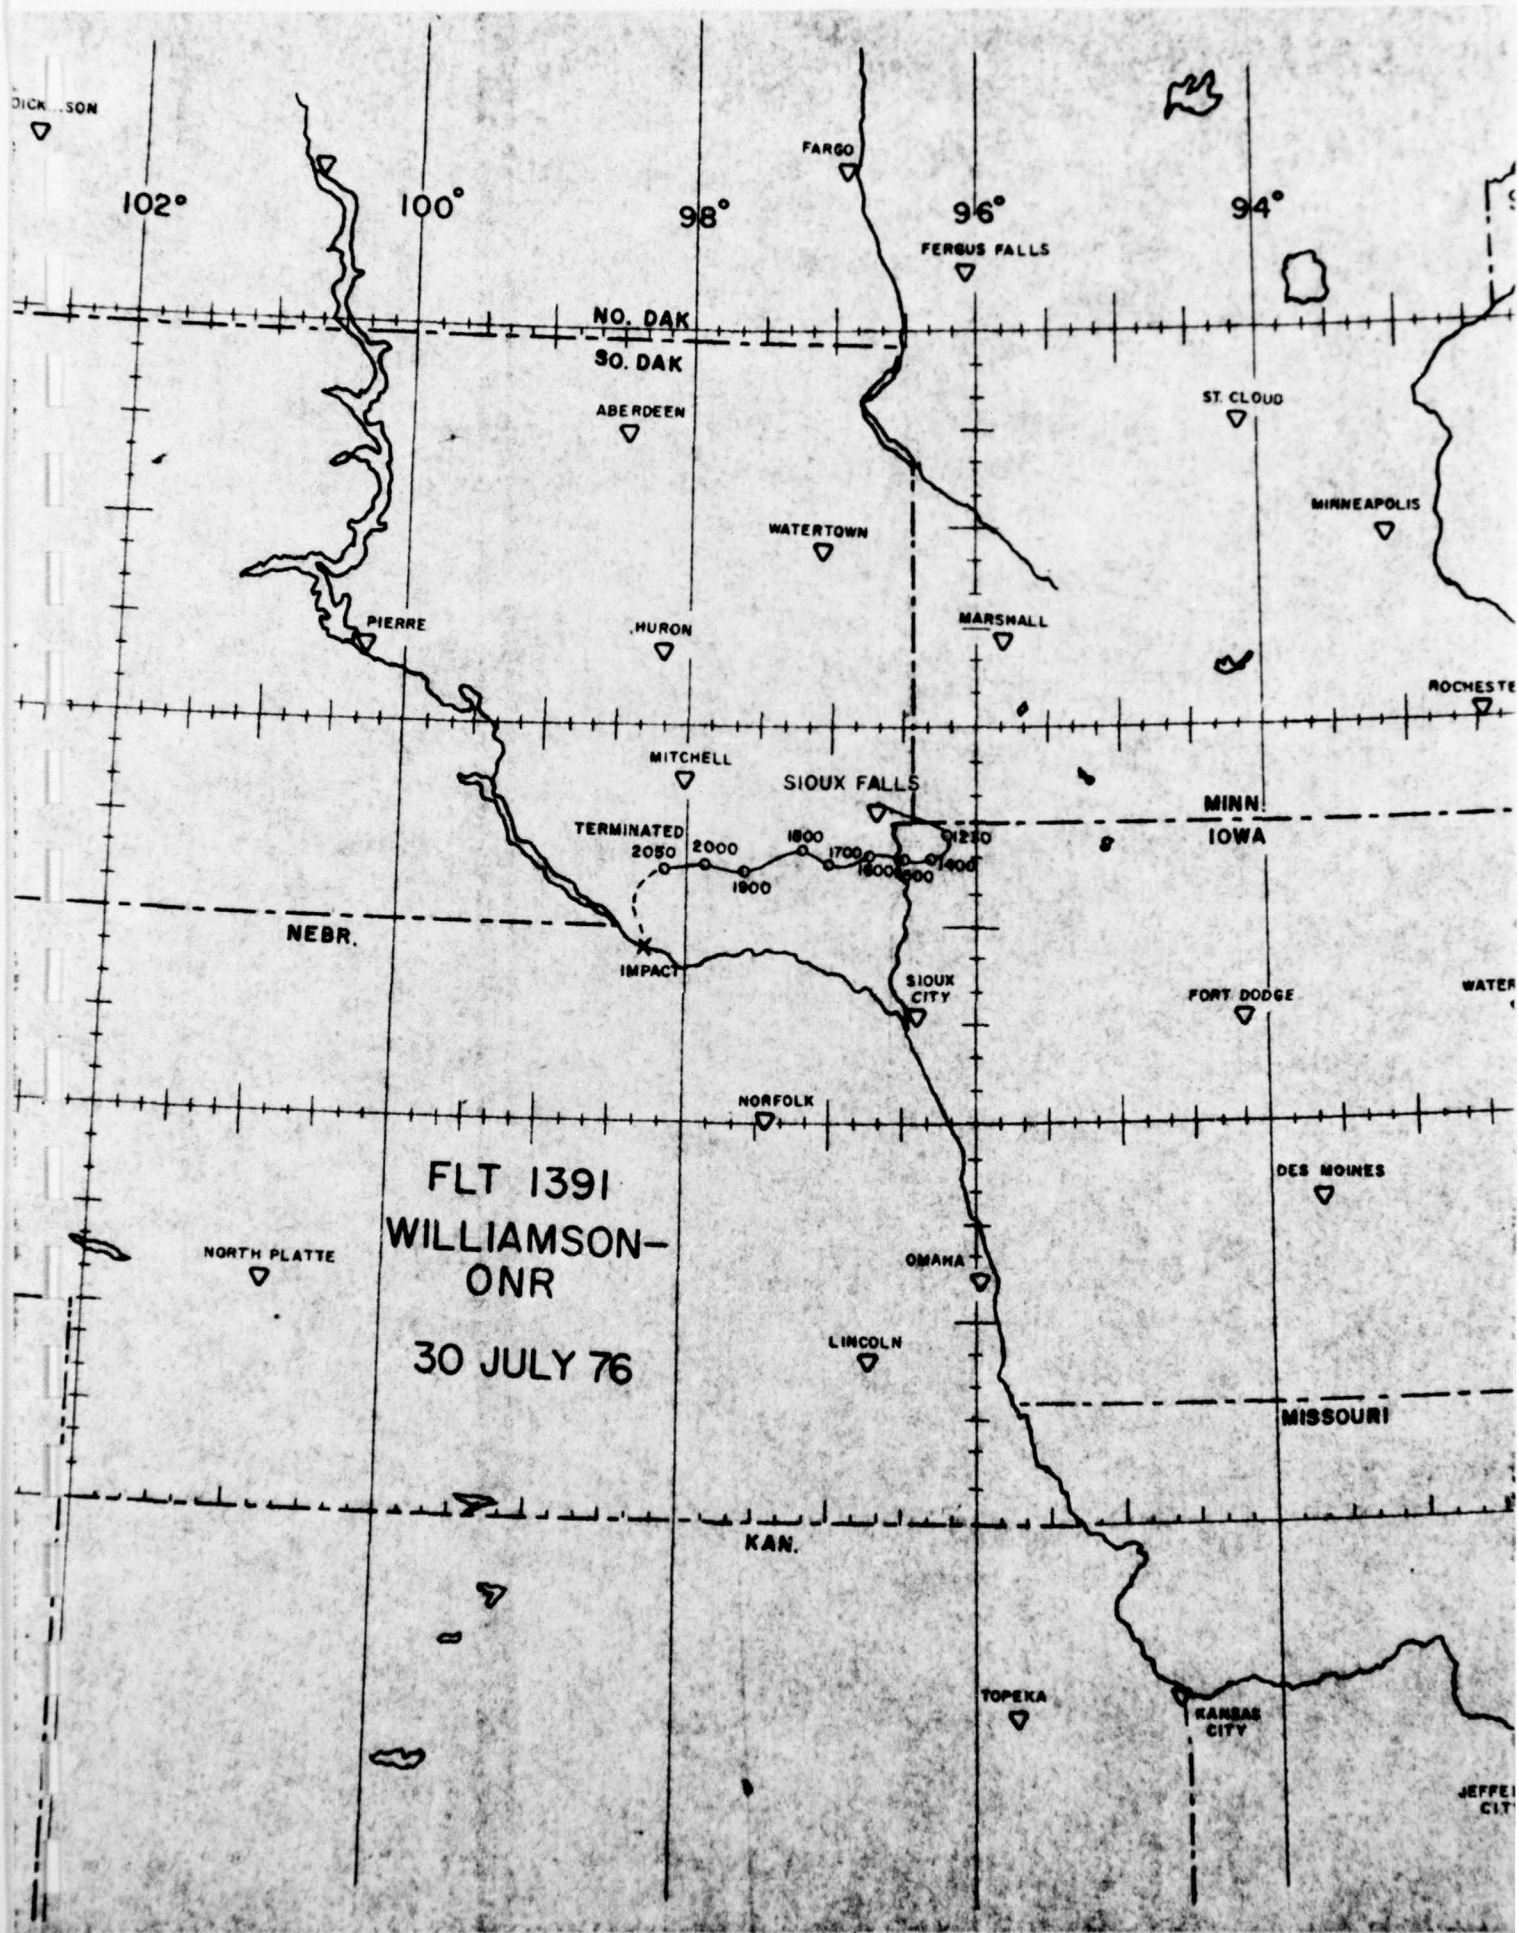 FARGO
102°
100°
98°
96°
94°
FERGUS FALLS
NO. DAK
SO. DAK
ABERDEEN
ST. CLOUD
MINNEAPOLIS
WATERTOWN
PIERRE
HURON
MARSHALL
ROCHESTE
MITCHELL
SIOUX FALLS
MINN.
IOWA
TERMINATED
2050
2000
1900
1800
1700
1600
1400
NEBR.
IMPACT
SIOUX
CITY
FORT DODGE
WATER
NORFOLK
FLT 1391
WILLIAMSON-
ONR
30 JULY 76
DES MOINES
NORTH PLATTE
OMAHA
LINCOLN
MISSOURI
KAN.
TOPEKA
KANSAS
CITY
JEFFE
CIT